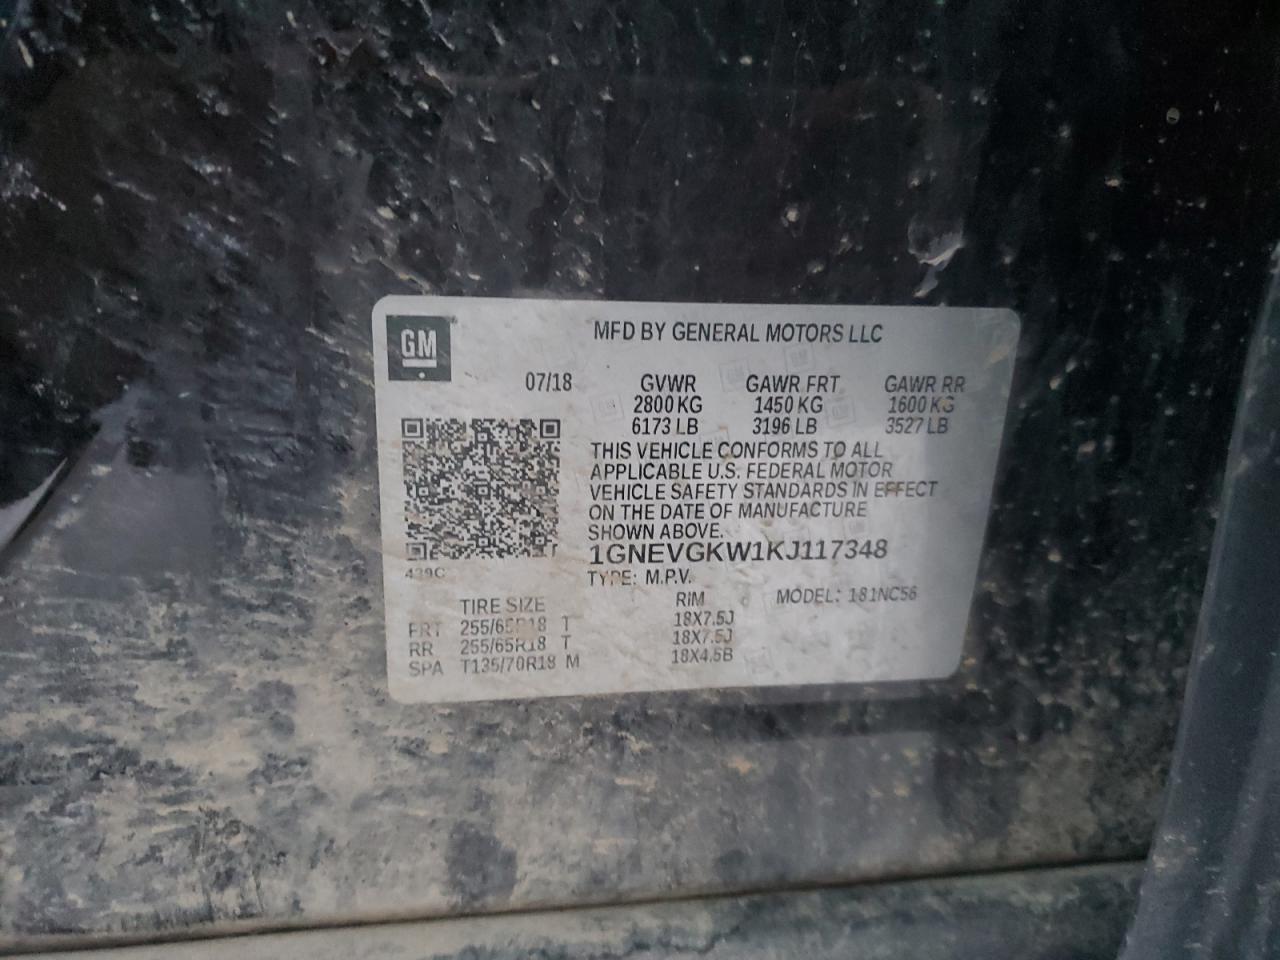 GM
MFD BY GENERAL MOTORS LLC
07/18 GVWR GAWR FRT GAWR RR
2800 KG 1450 KG 1600 KG
6173 LB 3196 LB 3527 LB
THIS VEHICLE CONFORMS TO ALL
APPLICABLE U.S. FEDERAL MOTOR
VEHICLE SAFETY STANDARDS IN EFFECT
ON THE DATE OF MANUFACTURE
SHOWN ABOVE.
1GNEVGKW1KJ117348
439C
TYPE: M.P.V.
TIRE SIZE RIM MODEL: 181NC56
FRT 255/65R18 T 18X7.5J
RR 255/65R18 T 18X7.5J
SPA T135/70R18 M 18X4.5B